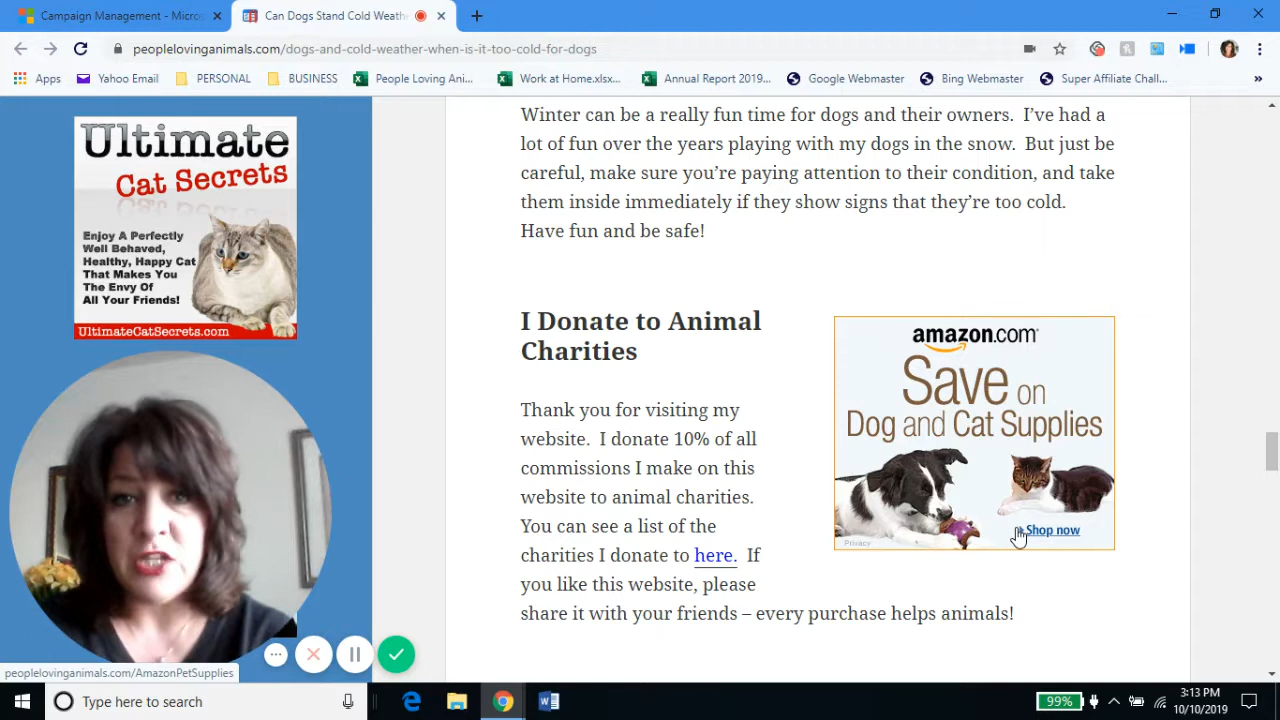 Campaign Management - Micros
Can Dogs Stand Cold Weathe
peoplelovinganimals.com/dogs-and-cold-weather-when-is-it-too-cold-for-dogs
Apps
Yahoo Email
PERSONAL
BUSINESS
People Loving Ani...
Work at Home.xlsx...
Annual Report 2019...
Google Webmaster
Bing Webmaster
Super Affiliate Chall...
»
Ultimate
Cat Secrets
Enjoy A Perfectly
Well Behaved,
Healthy, Happy Cat
That Makes You
The Envy Of
All Your Friends!
UltimateCatSecrets.com
Winter can be a really fun time for dogs and their owners. I've had a
lot of fun over the years playing with my dogs in the snow. But just be
careful, make sure you're paying attention to their condition, and take
them inside immediately if they show signs that they're too cold.
Have fun and be safe!
I Donate to Animal
Charities
Thank you for visiting my
website. I donate 10% of all
commissions I make on this
website to animal charities.
You can see a list of the
charities I donate to here. If
you like this website, please
share it with your friends – every purchase helps animals!
amazon.com
Save on
Dog and Cat Supplies
Shop now
Privacy
peoplelovinganimals.com/AmazonPetSupplies
Type here to search
99%
3:13 PM
10/10/2019